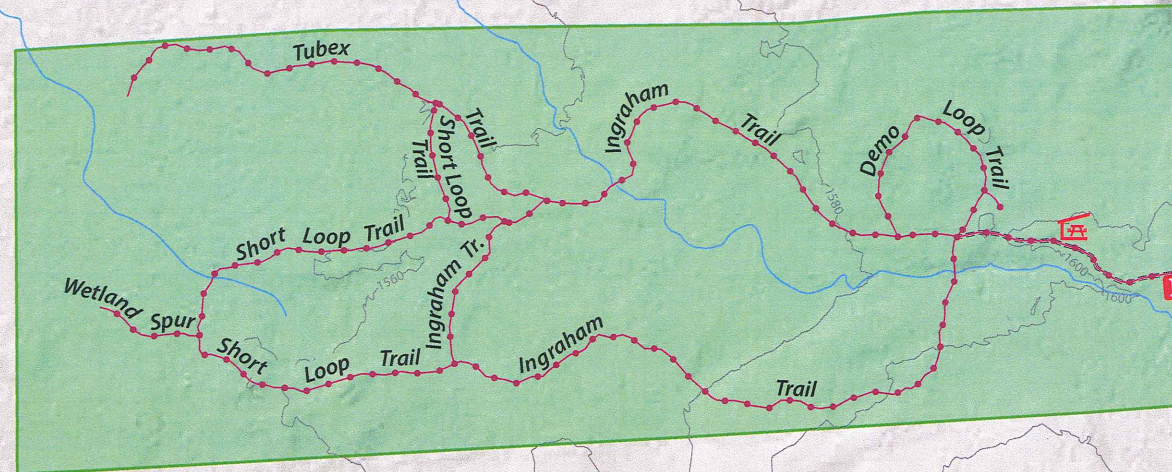 Tubex
Trail
Short Loop
Trail
Ingraham
Trail
Demo
Loop
Trail
1580
Short Loop Trail
Ingraham Tr.
1560
1600
1600
Wetland
Spur
Short
Loop Trail
Ingraham
Trail